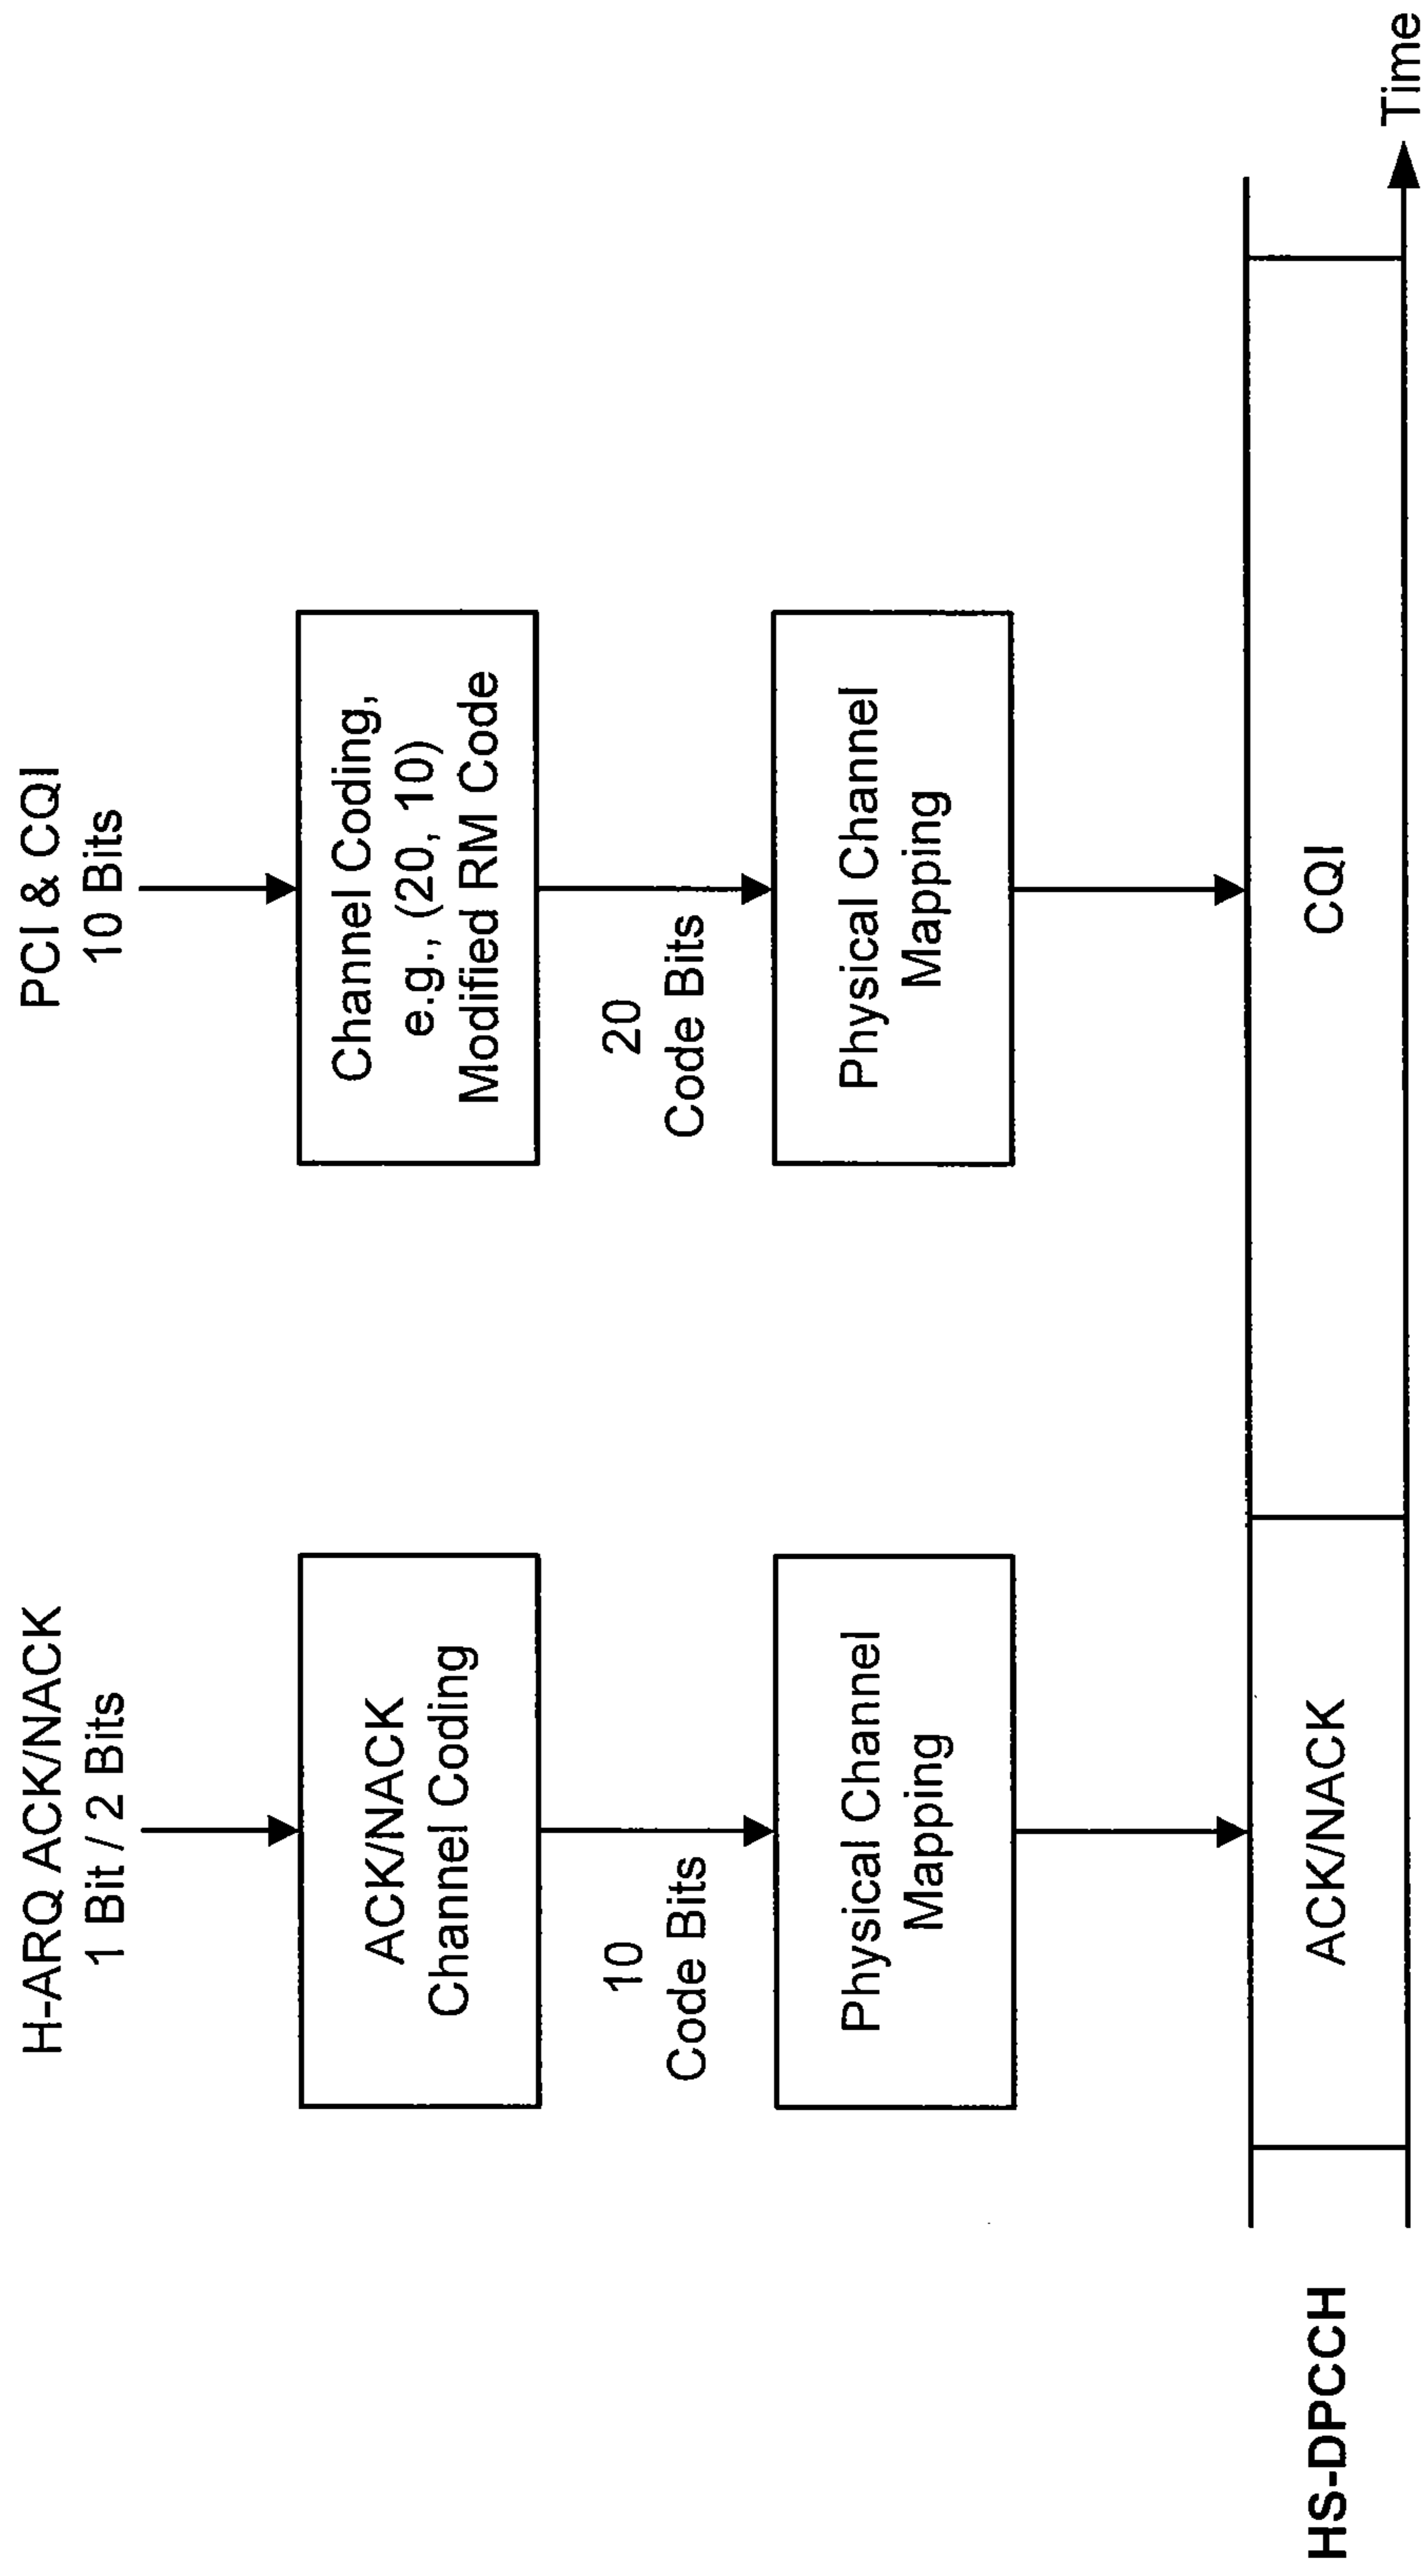 H-ARQ ACK/NACK
1 Bit / 2 Bits
ACK/NACK
Channel Coding
10
Code Bits
Physical Channel
Mapping
PCI & CQI
10 Bits
Channel Coding,
e.g., (20, 10)
Modified RM Code
20
Code Bits
Physical Channel
Mapping
HS-DPCCH
ACK/NACK
CQI
Time